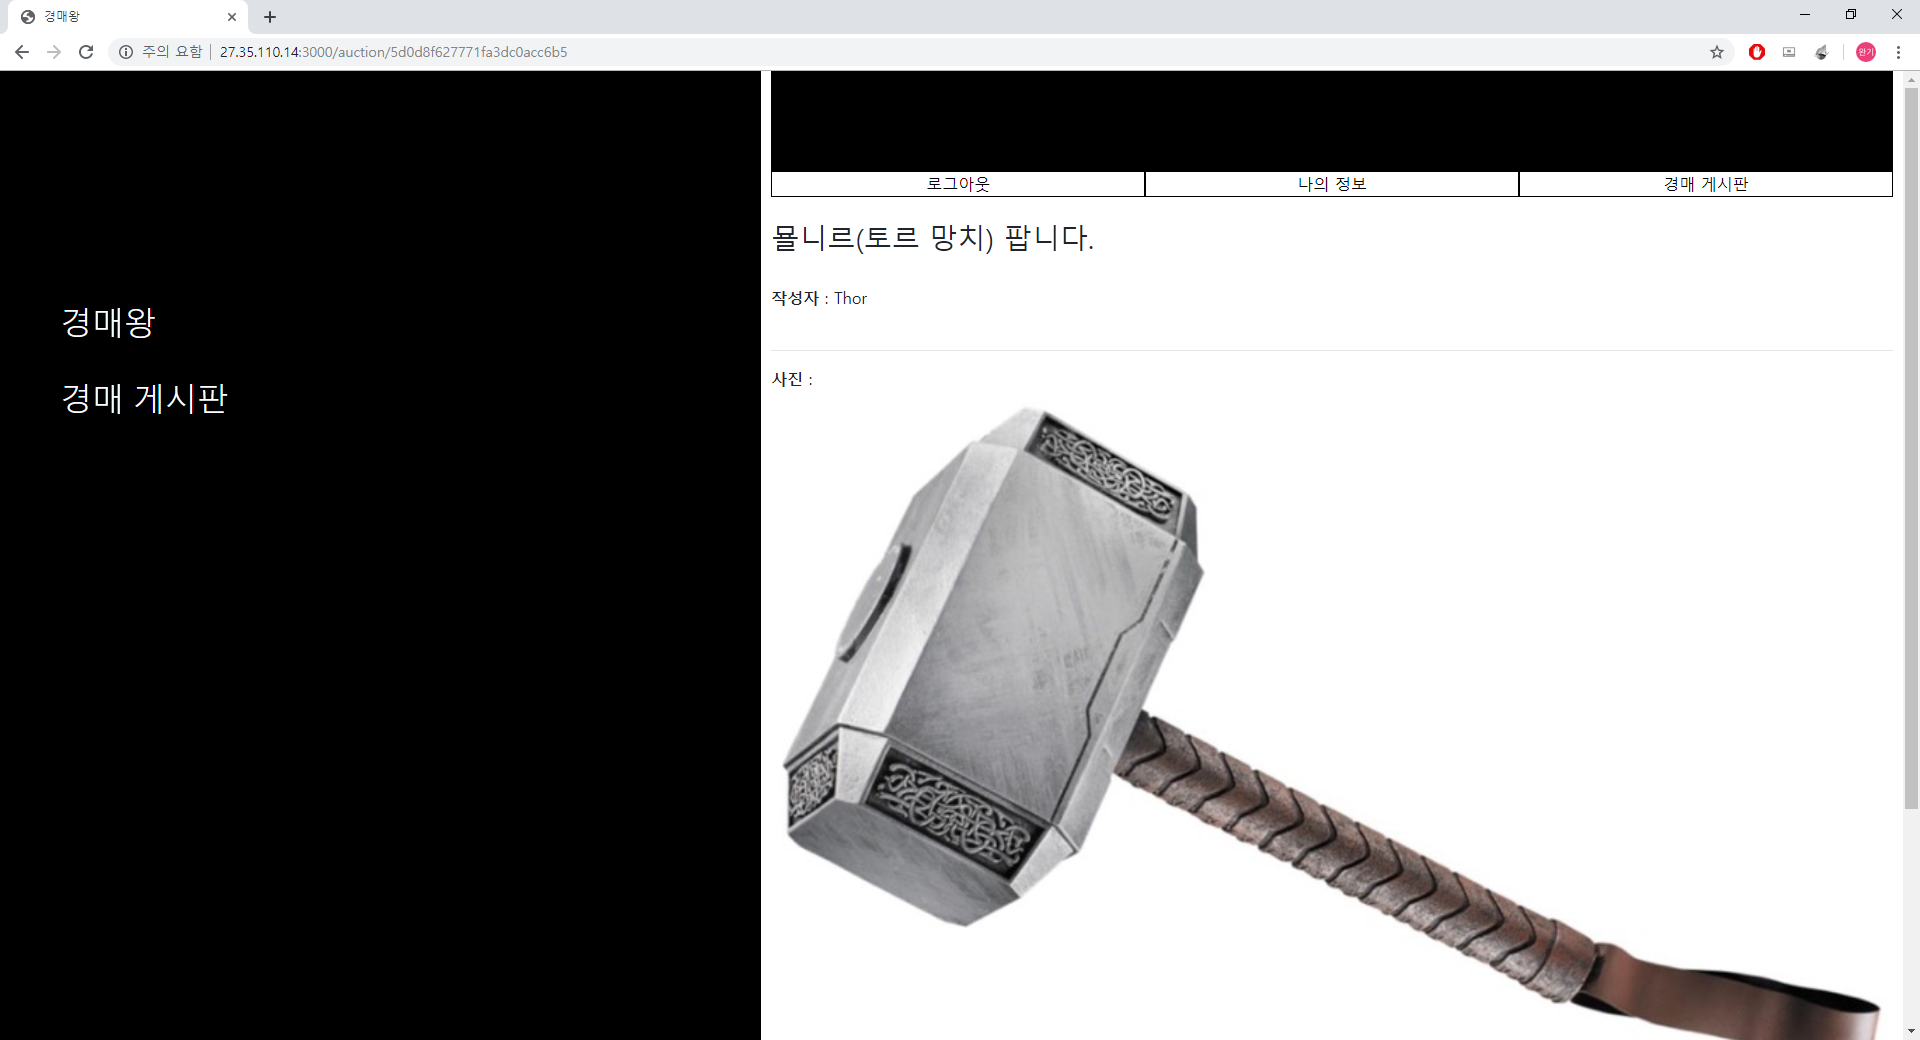 경매왕
주의 요함 | 27.35.110.14:3000/auction/5d0d8f627771fa3dc0acc6b5
완기
로그아웃 나의 정보 경매 게시판
경매왕
경매 게시판
묠니르(토르 망치) 팝니다.
작성자 : Thor
사진 :